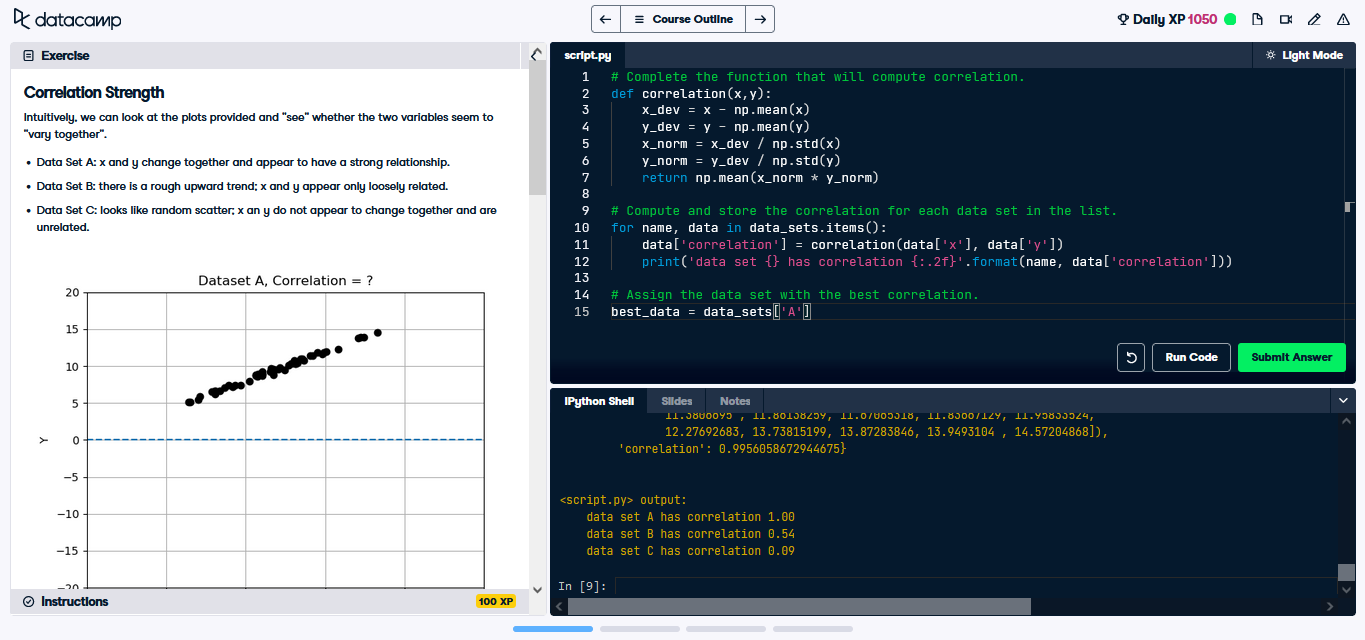 datacamp
Course Outline
Daily XP 1050
Exercise
Correlation Strength
Intuitively, we can look at the plots provided and "see" whether the two variables seem to
"vary together".
• Data Set A: x and y change together and appear to have a strong relationship.
• Data Set B: there is a rough upward trend; x and y appear only loosely related.
• Data Set C: looks like random scatter; x an y do not appear to change together and are
unrelated.
Dataset A, Correlation = ?
20
15
10
5
0
−5
−10
−15
−20
Y
Instructions
100 XP
script.py
Light Mode
1 # Complete the function that will compute correlation.
2 def correlation(x,y):
3 x_dev = x - np.mean(x)
4 y_dev = y - np.mean(y)
5 x_norm = x_dev / np.std(x)
6 y_norm = y_dev / np.std(y)
7 return np.mean(x_norm * y_norm)
8
9 # Compute and store the correlation for each data set in the list.
10 for name, data in data_sets.items():
11 data['correlation'] = correlation(data['x'], data['y'])
12 print('data set {} has correlation {:.2f}'.format(name, data['correlation']))
13
14 # Assign the data set with the best correlation.
15 best_data = data_sets['A']
Run Code
Submit Answer
IPython Shell
Slides
Notes
11.3806695 , 11.86138259, 11.67065318, 11.83667129, 11.95833524,
12.27692683, 13.73815199, 13.87283846, 13.9493104 , 14.57204868]),
'correlation': 0.9956058672944675}
<script.py> output:
data set A has correlation 1.00
data set B has correlation 0.54
data set C has correlation 0.09
In [9]: